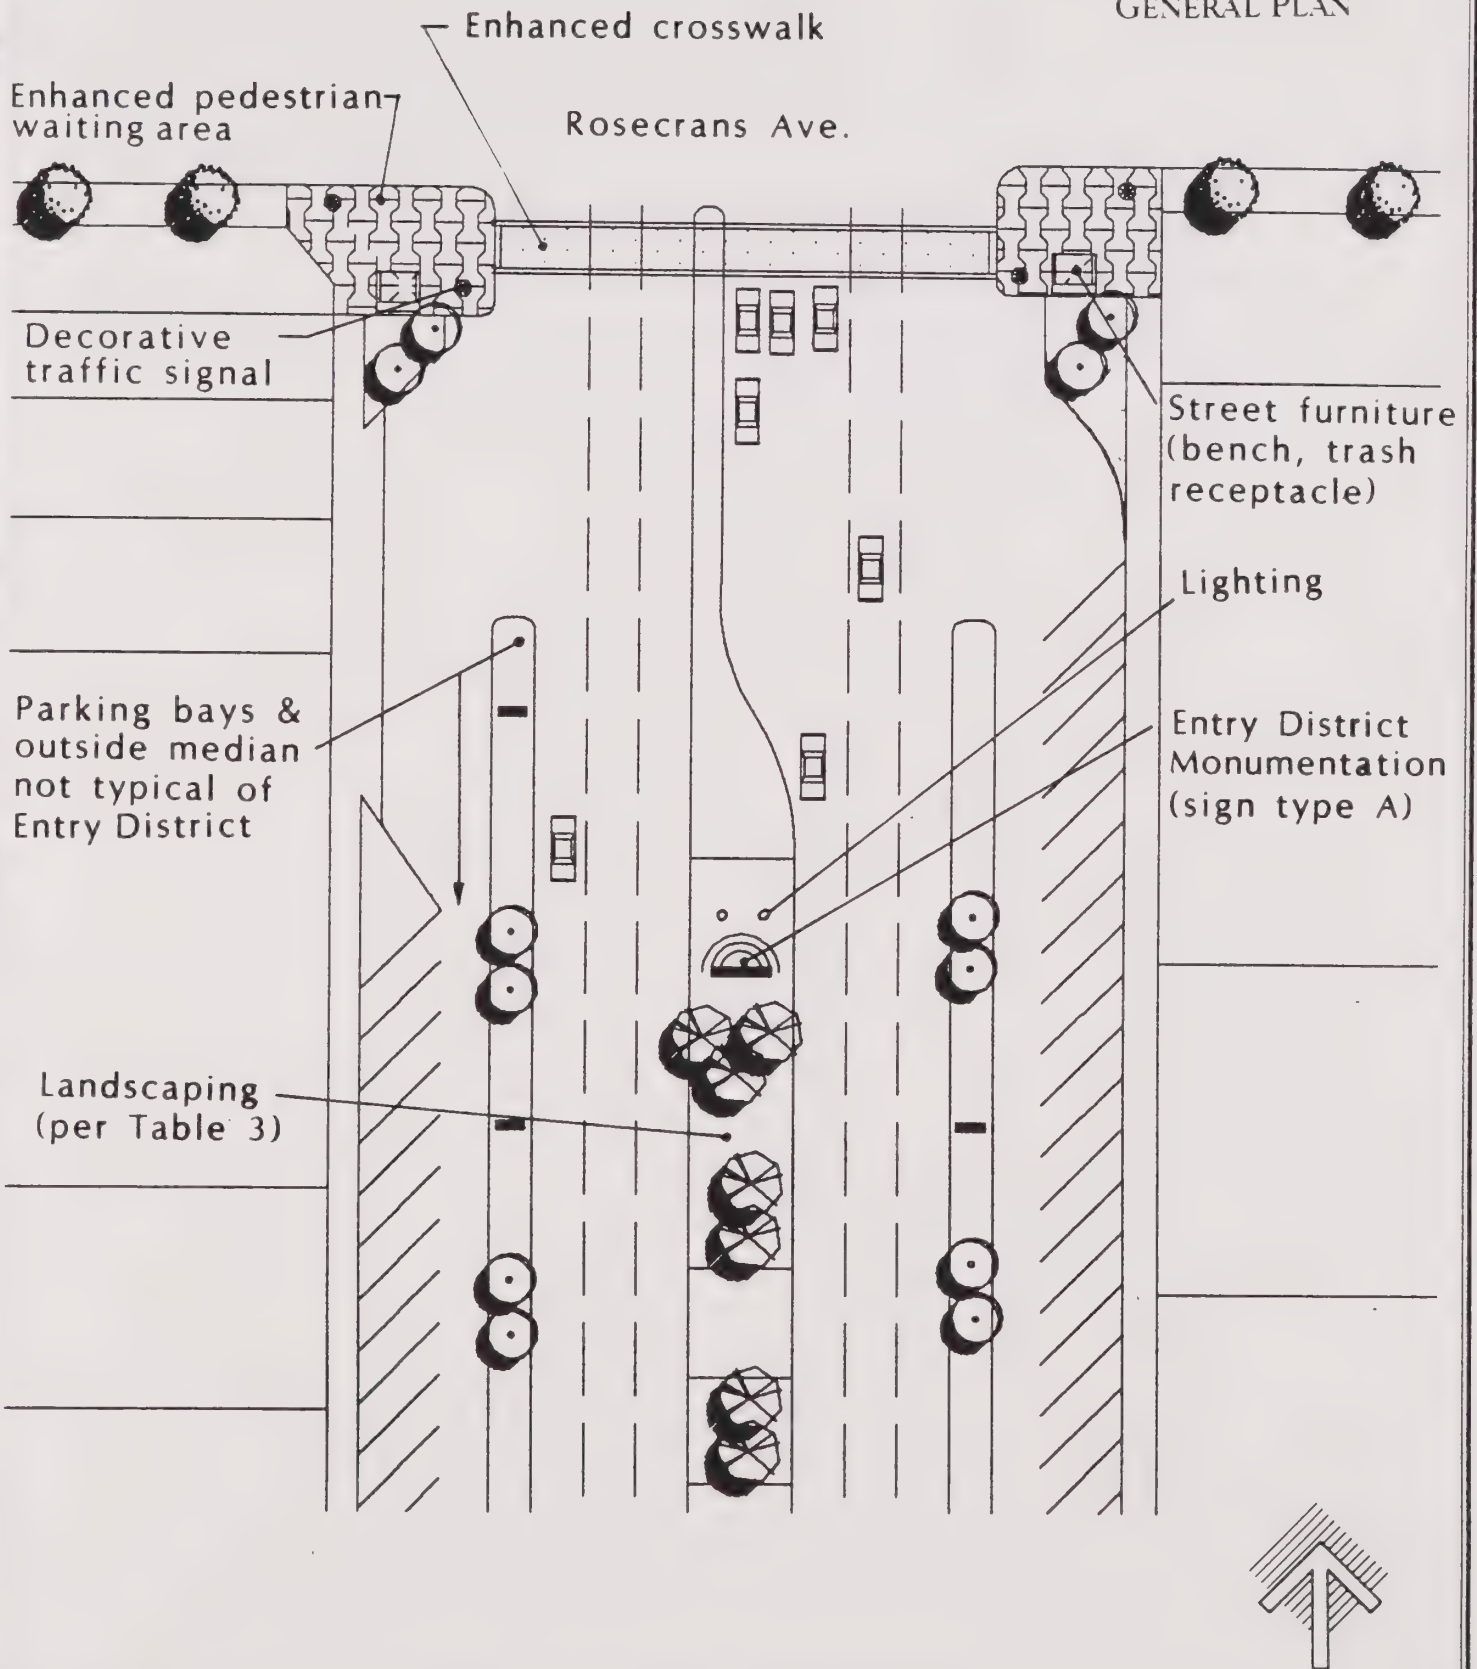 GENERAL PLAN
Enhanced crosswalk
Enhanced pedestrian
waiting area
Rosecrans Ave.
Decorative
traffic signal
Street furniture
(bench, trash
receptacle)
Lighting
Parking bays &
outside median
not typical of
Entry District
Entry District
Monumentation
(sign type A)
Landscaping
(per Table 3)